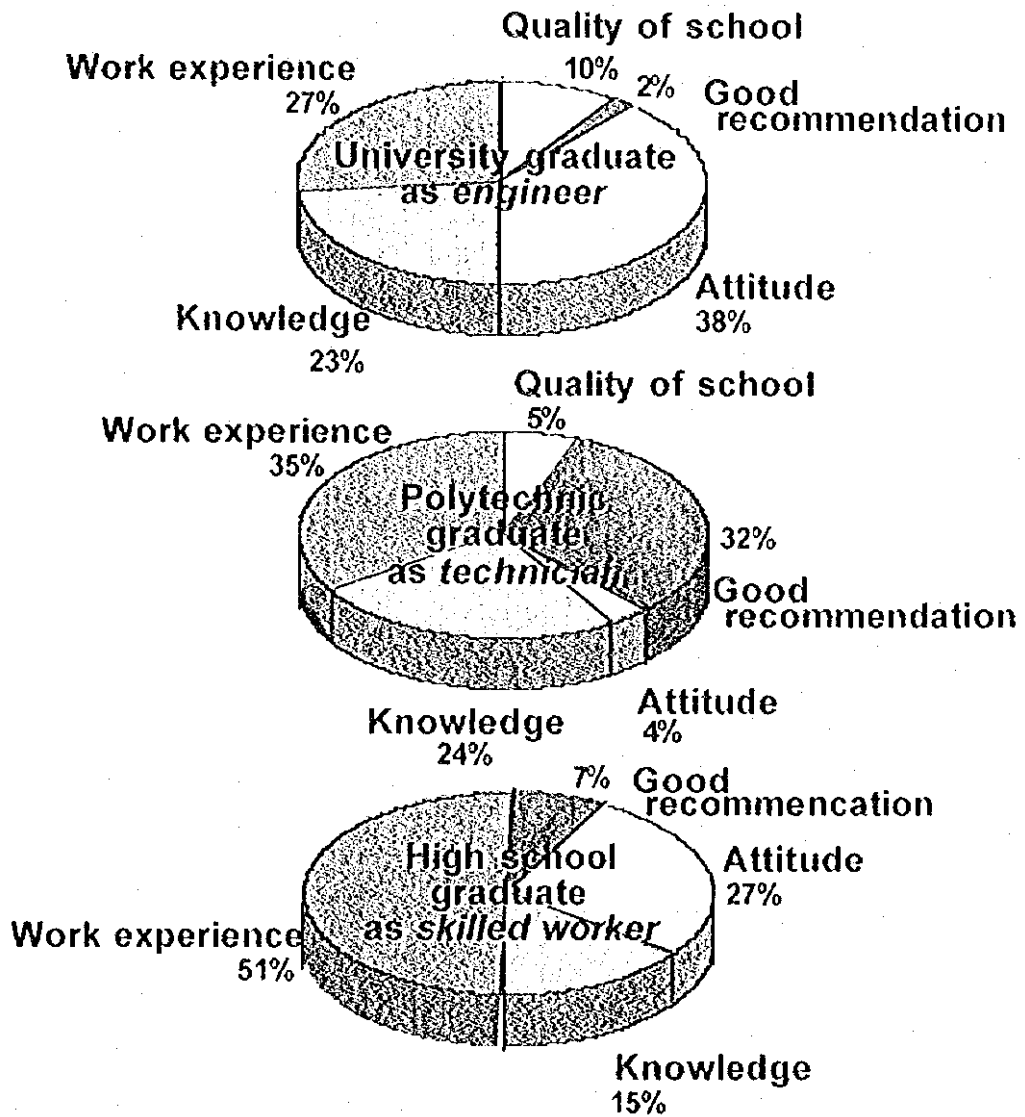 Quality of school
10%
Work experience
27%
2%
Good
recommendation
University graduate
as engineer
Attitude
38%
Knowledge
23%
Quality of school
5%
Work experience
35%
Polytechnic
graduate
as technician
32%
Good
recommendation
Attitude
4%
Knowledge
24%
7%
Good
recommencation
High school
graduate
as skilled worker
Attitude
27%
Work experience
51%
Knowledge
15%